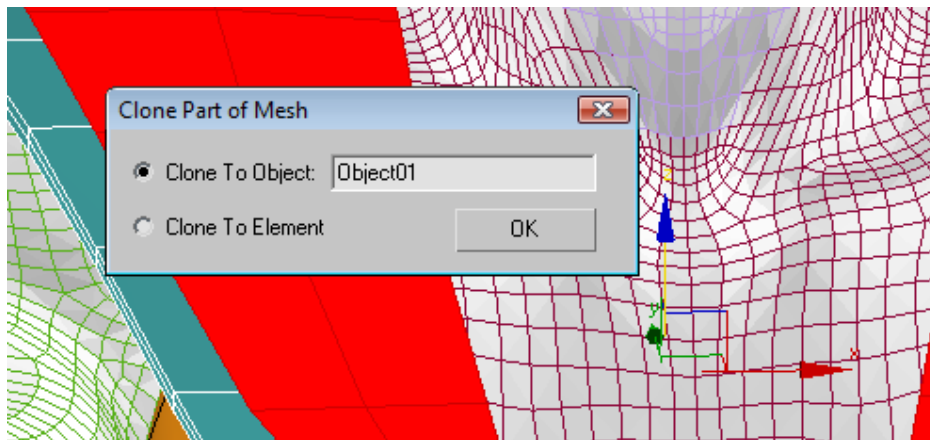 Clone Part of Mesh
Clone To Object: Object01
Clone To Element
OK
z
y
x